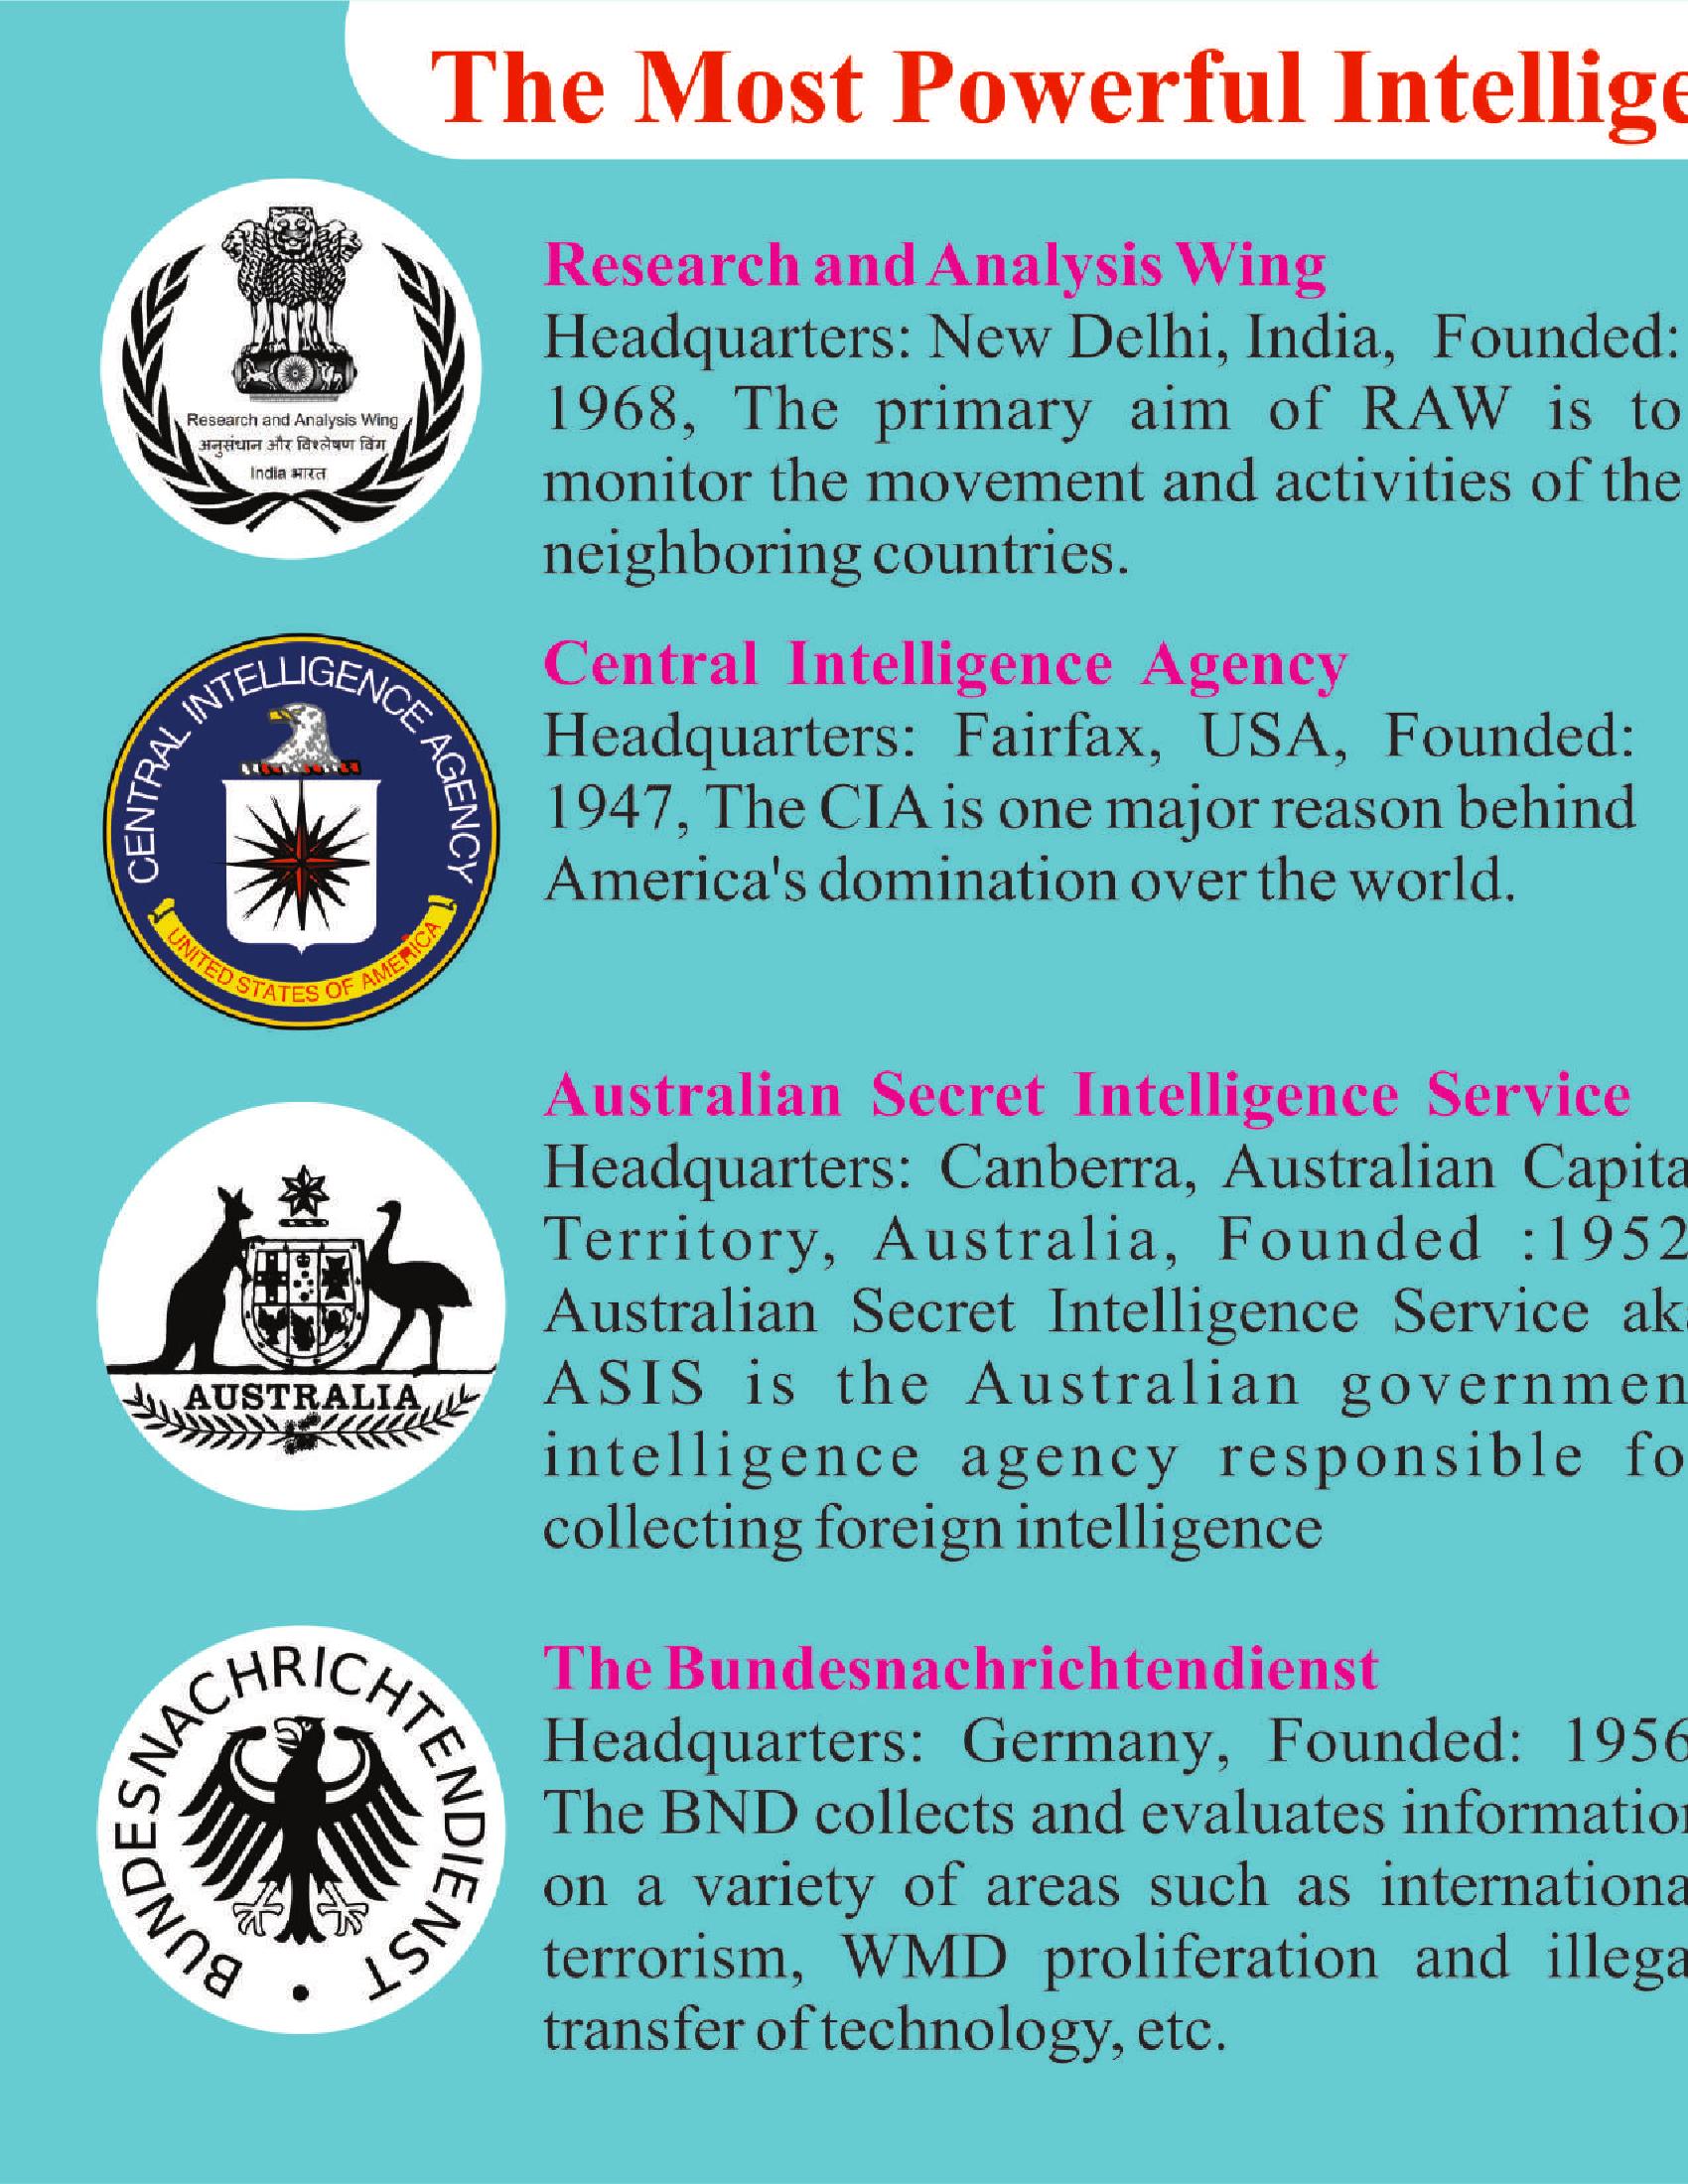 The Most Powerful Intellige
Research and Analysis Wing
Headquarters: New Delhi, India, Founded:
1968, The primary aim of RAW is to
monitor the movement and activities of the
neighboring countries.
Research and Analysis Wing
अनुसंधान और विश्लेषण विंग
India भारत
Central Intelligence Agency
Headquarters: Fairfax, USA, Founded:
1947, The CIA is one major reason behind
America's domination over the world.
CENTRAL INTELLIGENCE AGENCY
UNITED STATES OF AMERICA
Australian Secret Intelligence Service
Headquarters: Canberra, Australian Capita
Territory, Australia, Founded :1952
Australian Secret Intelligence Service aka
ASIS is the Australian governmen
intelligence agency responsible fo
collecting foreign intelligence
AUSTRALIA
The Bundesnachrichtendienst
Headquarters: Germany, Founded: 1956
The BND collects and evaluates information
on a variety of areas such as internationa
terrorism, WMD proliferation and illega
transfer of technology, etc.
BUNDESNACHRICHTENDIENST •